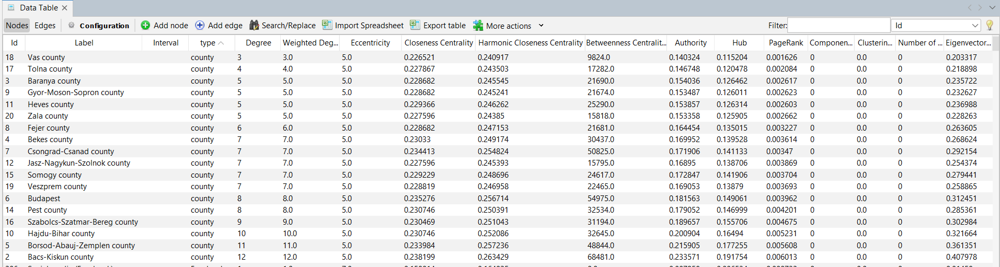 Data Table
Nodes Edges Configuration Add node Add edge Search/Replace Import Spreadsheet Export table More actions Filter: Id
Id Label Interval type Degree Weighted Deg... Eccentricity Closeness Centrality Harmonic Closeness Centrality Betweenness Centralit... Authority Hub PageRank Componen... Clusterin... Number of ... Eigenvector...
18 Vas county county 3 3.0 5.0 0.226521 0.240917 9824.0 0.140324 0.115204 0.001626 0 0.0 0 0.203317
17 Tolna county county 4 4.0 5.0 0.227867 0.243503 17282.0 0.146748 0.120478 0.002084 0 0.0 0 0.218898
3 Baranya county county 5 5.0 5.0 0.228682 0.245545 21690.0 0.154036 0.126462 0.002617 0 0.0 0 0.235722
9 Gyor-Moson-Sopron county county 5 5.0 5.0 0.228682 0.245241 21674.0 0.153487 0.126011 0.002623 0 0.0 0 0.232627
11 Heves county county 5 5.0 5.0 0.229366 0.246262 25290.0 0.153857 0.126314 0.002603 0 0.0 0 0.236988
20 Zala county county 5 5.0 5.0 0.227596 0.24385 15818.0 0.153358 0.125905 0.002662 0 0.0 0 0.228263
8 Fejer county county 6 6.0 5.0 0.228682 0.247153 21681.0 0.164454 0.135015 0.003227 0 0.0 0 0.263605
4 Bekes county county 7 7.0 5.0 0.23033 0.249174 30437.0 0.169952 0.139528 0.003614 0 0.0 0 0.268624
7 Csongrad-Csanad county county 7 7.0 5.0 0.234413 0.254824 50825.0 0.171906 0.141133 0.00347 0 0.0 0 0.292154
12 Jasz-Nagykun-Szolnok county county 7 7.0 5.0 0.227596 0.245393 15795.0 0.16895 0.138706 0.003869 0 0.0 0 0.254374
15 Somogy county county 7 7.0 5.0 0.229229 0.248696 24617.0 0.172847 0.141906 0.003704 0 0.0 0 0.279441
19 Veszprem county county 7 7.0 5.0 0.228819 0.246958 22465.0 0.169053 0.13879 0.003693 0 0.0 0 0.258865
6 Budapest county 8 8.0 5.0 0.235276 0.256714 54975.0 0.181563 0.149061 0.003962 0 0.0 0 0.312451
14 Pest county county 8 8.0 5.0 0.230746 0.250391 32534.0 0.179052 0.146999 0.004201 0 0.0 0 0.285361
16 Szabolcs-Szatmar-Bereg county county 9 9.0 5.0 0.230469 0.251043 31194.0 0.189657 0.155706 0.004675 0 0.0 0 0.302984
10 Hajdu-Bihar county county 10 10.0 5.0 0.230746 0.252086 32645.0 0.200904 0.16494 0.005231 0 0.0 0 0.321664
5 Borsod-Abauj-Zemplen county county 11 11.0 5.0 0.233984 0.257236 48844.0 0.215905 0.177255 0.005608 0 0.0 0 0.361351
2 Bacs-Kiskun county county 12 12.0 5.0 0.238199 0.263429 68481.0 0.233571 0.191754 0.006013 0 0.0 0 0.407978